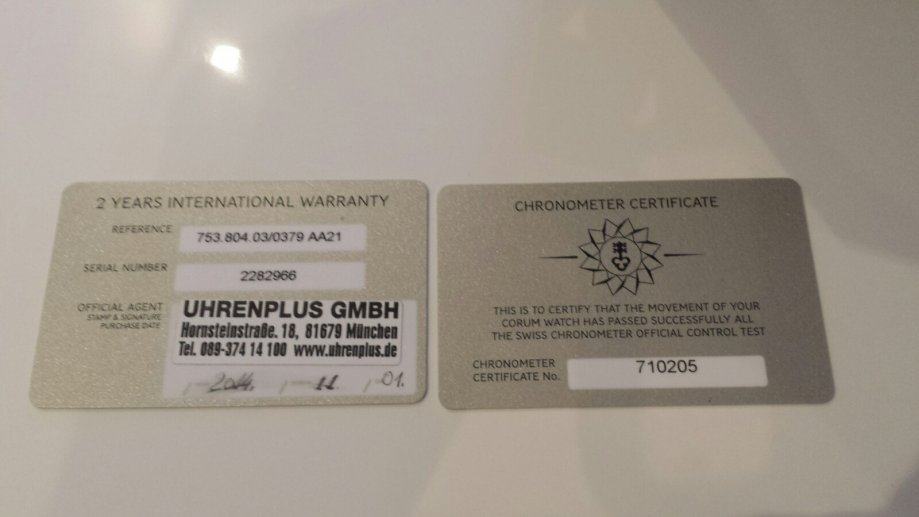 2 YEARS INTERNATIONAL WARRANTY
REFERENCE
753.804.03/0379 AA21
SERIAL NUMBER
2282966
OFFICIAL AGENT
STAMP & SIGNATURE
PURCHASE DATE
UHRENPLUS GMBH
Hornsteinstraße. 18, 81679 München
Tel. 089-374 14 100 www.uhrenplus.de
2014. 11. 01.
CHRONOMETER CERTIFICATE
THIS IS TO CERTIFY THAT THE MOVEMENT OF YOUR
CORUM WATCH HAS PASSED SUCCESSFULLY ALL
THE SWISS CHRONOMETER OFFICIAL CONTROL TEST
CHRONOMETER
CERTIFICATE No.
710205